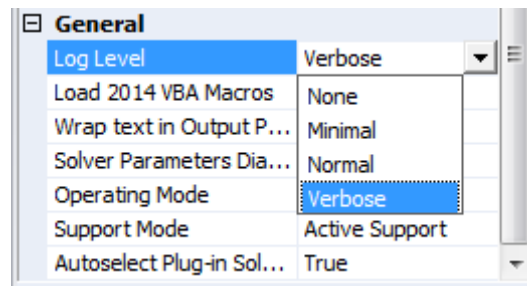 General
Log Level Verbose
Load 2014 VBA Macros None
Wrap text in Output P... Minimal
Solver Parameters Dia... Normal
Operating Mode Verbose
Support Mode Active Support
Autoselect Plug-in Sol... True